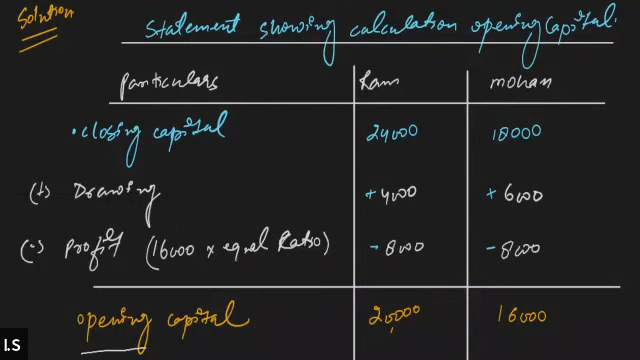 Solution
Statement showing calculation opening capital.
Particulars Ram mohan
closing capital 24000 18000
(+) Drawing +4000 +6000
(-) Profit (16000 x equal Ratio) -8000 -8000
opening capital 20000 16000
I.S